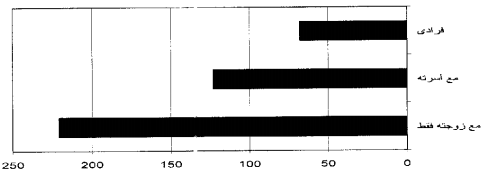 فرادى
مع أسرته
مع زوجته فقط
250 200 150 100 50 0